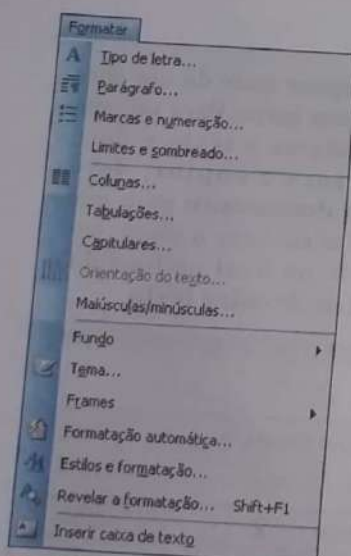 Formatar
Tipo de letra...
Parágrafo...
Marcas e numeração...
Limites e sombreado...
Colunas...
Tabulações...
Capitulares...
Orientação do texto...
Maiúsculas/minúsculas...
Fundo
Tema...
Frames
Formatação automática...
Estilos e formatação...
Revelar a formatação... Shift+F1
Inserir caixa de texto